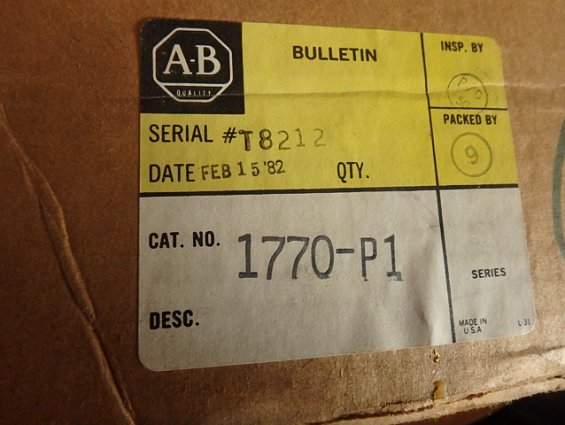 A-B
QUALITY
BULLETIN
INSP. BY
SERIAL #T8212
PACKED BY
9
DATE FEB 15 '82 QTY.
CAT. NO. 1770-P1
SERIES
DESC.
MADE IN
U.S.A
L-31